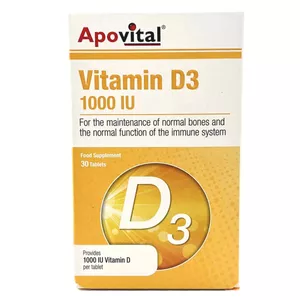 Apovital®
Vitamin D3
1000 IU
For the maintenance of normal bones and
the normal function of the immune system
Food Supplement
30 Tablets
D3
Provides
1000 IU Vitamin D
per tablet